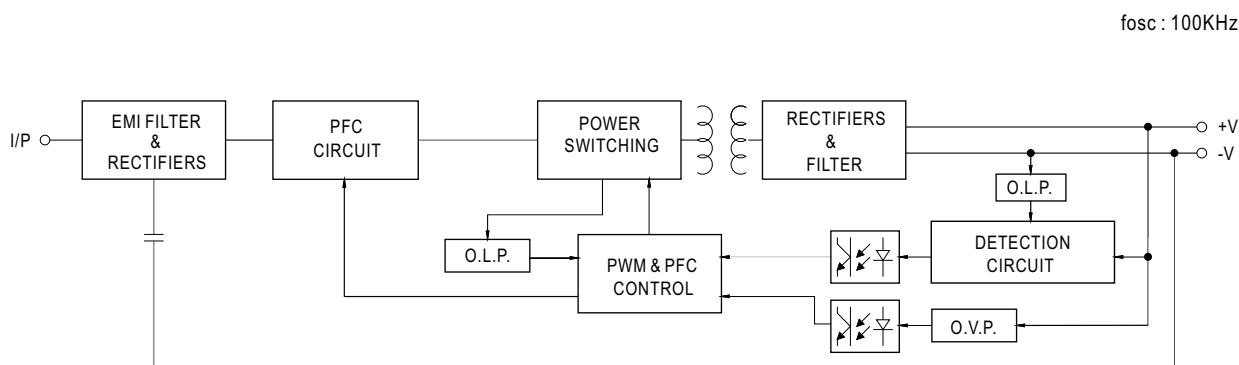 fosc : 100KHz
I/P
EMI FILTER
&
RECTIFIERS
PFC
CIRCUIT
POWER
SWITCHING
RECTIFIERS
&
FILTER
+V
-V
O.L.P.
O.L.P.
PWM & PFC
CONTROL
DETECTION
CIRCUIT
O.V.P.